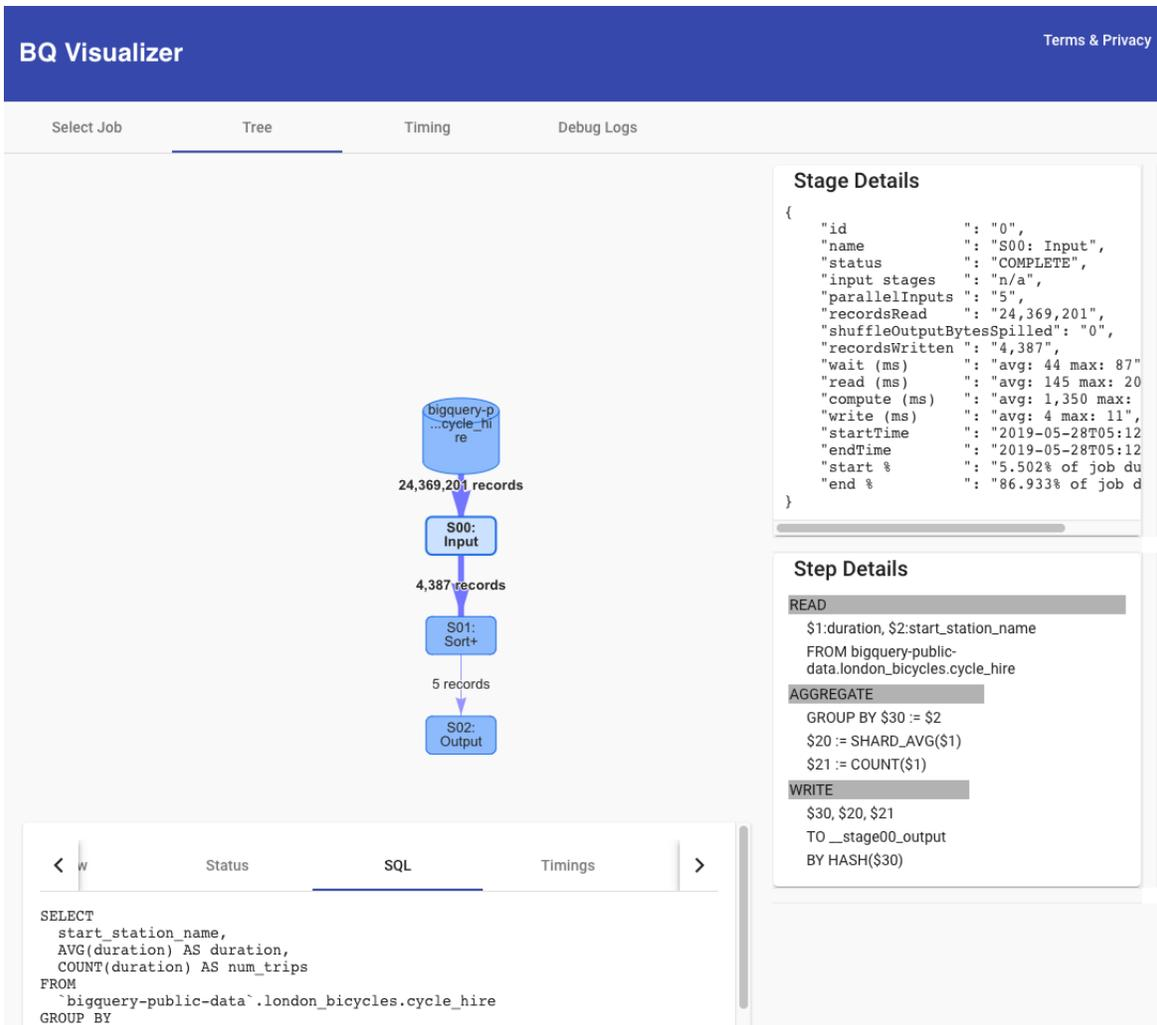 BQ Visualizer
Terms & Privacy
Select Job
Tree
Timing
Debug Logs
bigquery-p
...cycle_hi
re
24,369,201 records
S00:
Input
4,387 records
S01:
Sort+
5 records
S02:
Output
Stage Details
{
"id ": "0",
"name ": "S00: Input",
"status ": "COMPLETE",
"input stages ": "n/a",
"parallelInputs ": "5",
"recordsRead ": "24,369,201",
"shuffleOutputBytesSpilled": "0",
"recordsWritten ": "4,387",
"wait (ms) ": "avg: 44 max: 87"
"read (ms) ": "avg: 145 max: 20
"compute (ms) ": "avg: 1,350 max:
"write (ms) ": "avg: 4 max: 11",
"startTime ": "2019-05-28T05:12
"endTime ": "2019-05-28T05:12
"start % ": "5.502% of job du
"end % ": "86.933% of job d
}
Step Details
READ
$1:duration, $2:start_station_name
FROM bigquery-public-
data.london_bicycles.cycle_hire
AGGREGATE
GROUP BY $30 := $2
$20 := SHARD_AVG($1)
$21 := COUNT($1)
WRITE
$30, $20, $21
TO __stage00_output
BY HASH($30)
w
Status
SQL
Timings
SELECT
start_station_name,
AVG(duration) AS duration,
COUNT(duration) AS num_trips
FROM
`bigquery-public-data`.london_bicycles.cycle_hire
GROUP BY